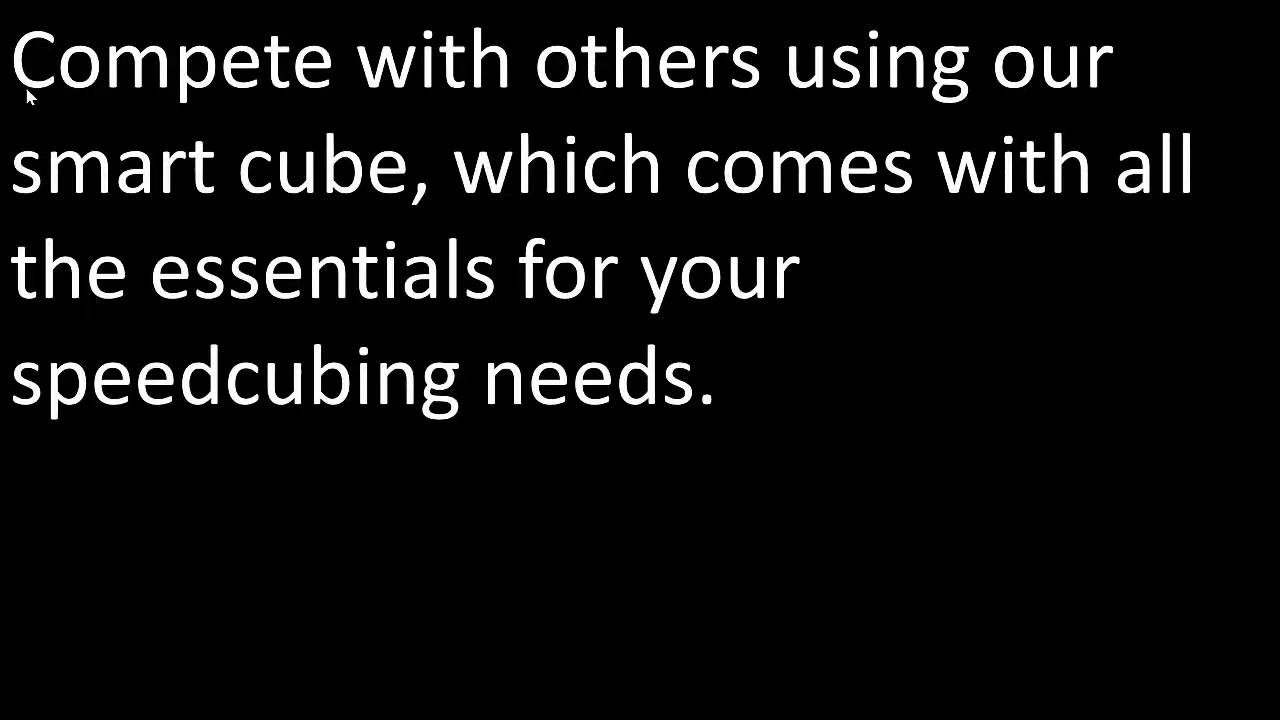 Compete with others using our
smart cube, which comes with all
the essentials for your
speedcubing needs.